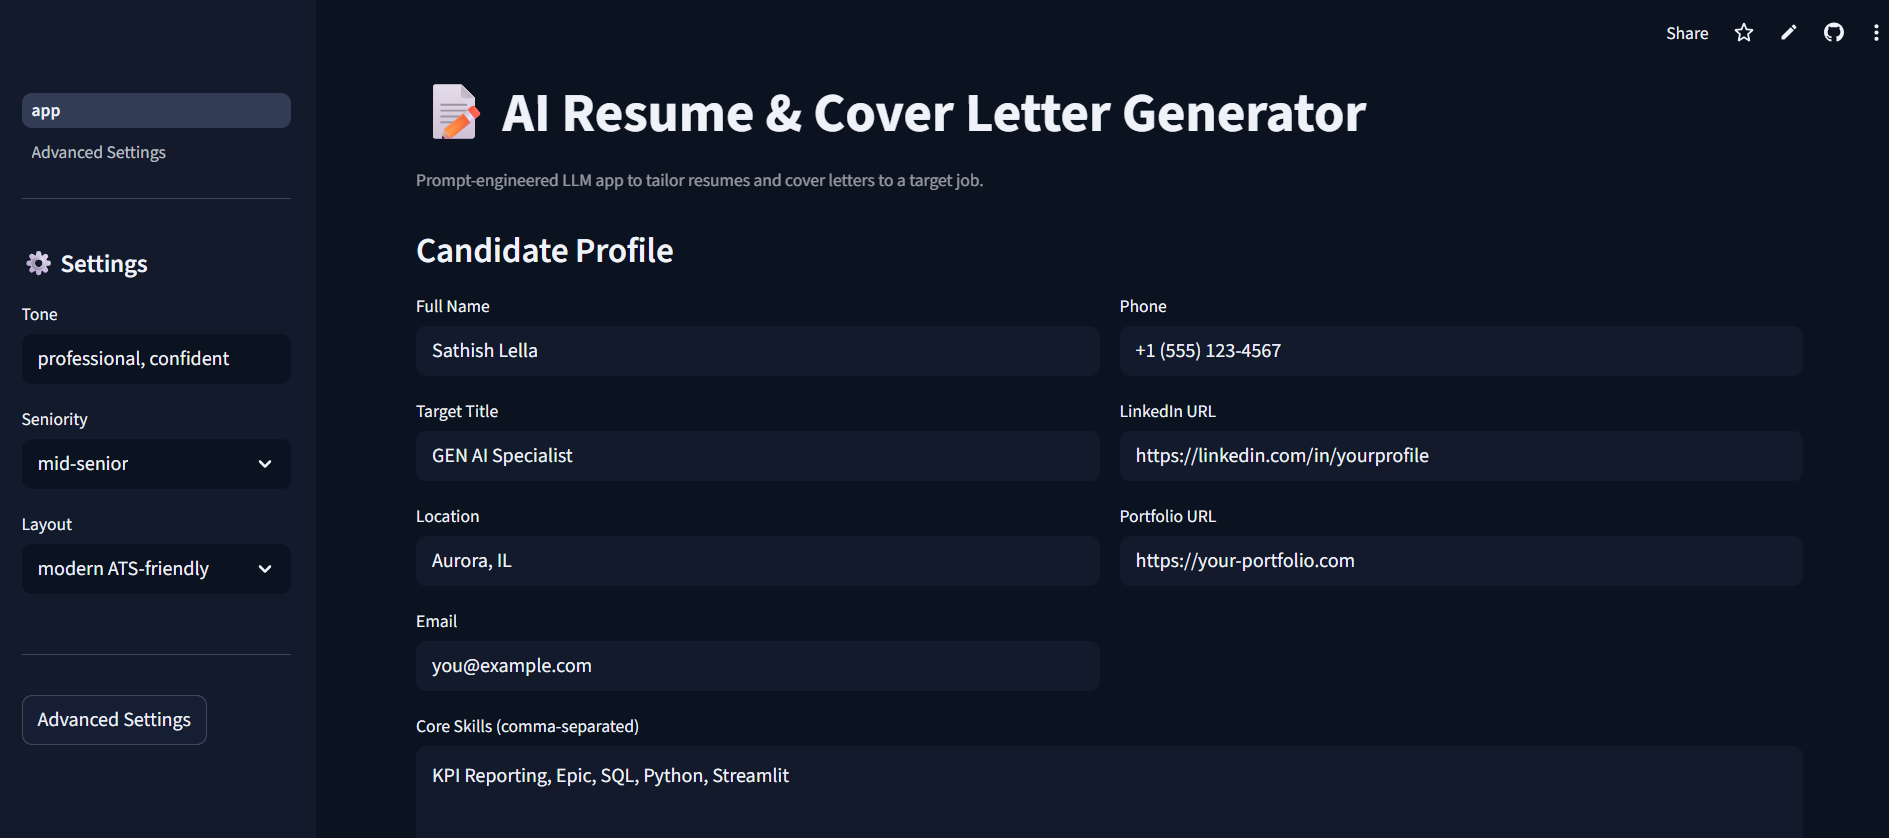 Share
app
Advanced Settings
Settings
Tone
professional, confident
Seniority
mid-senior
Layout
modern ATS-friendly
Advanced Settings
AI Resume & Cover Letter Generator
Prompt-engineered LLM app to tailor resumes and cover letters to a target job.
Candidate Profile
Full Name
Sathish Lella
Phone
+1 (555) 123-4567
Target Title
GEN AI Specialist
LinkedIn URL
https://linkedin.com/in/yourprofile
Location
Aurora, IL
Portfolio URL
https://your-portfolio.com
Email
you@example.com
Core Skills (comma-separated)
KPI Reporting, Epic, SQL, Python, Streamlit